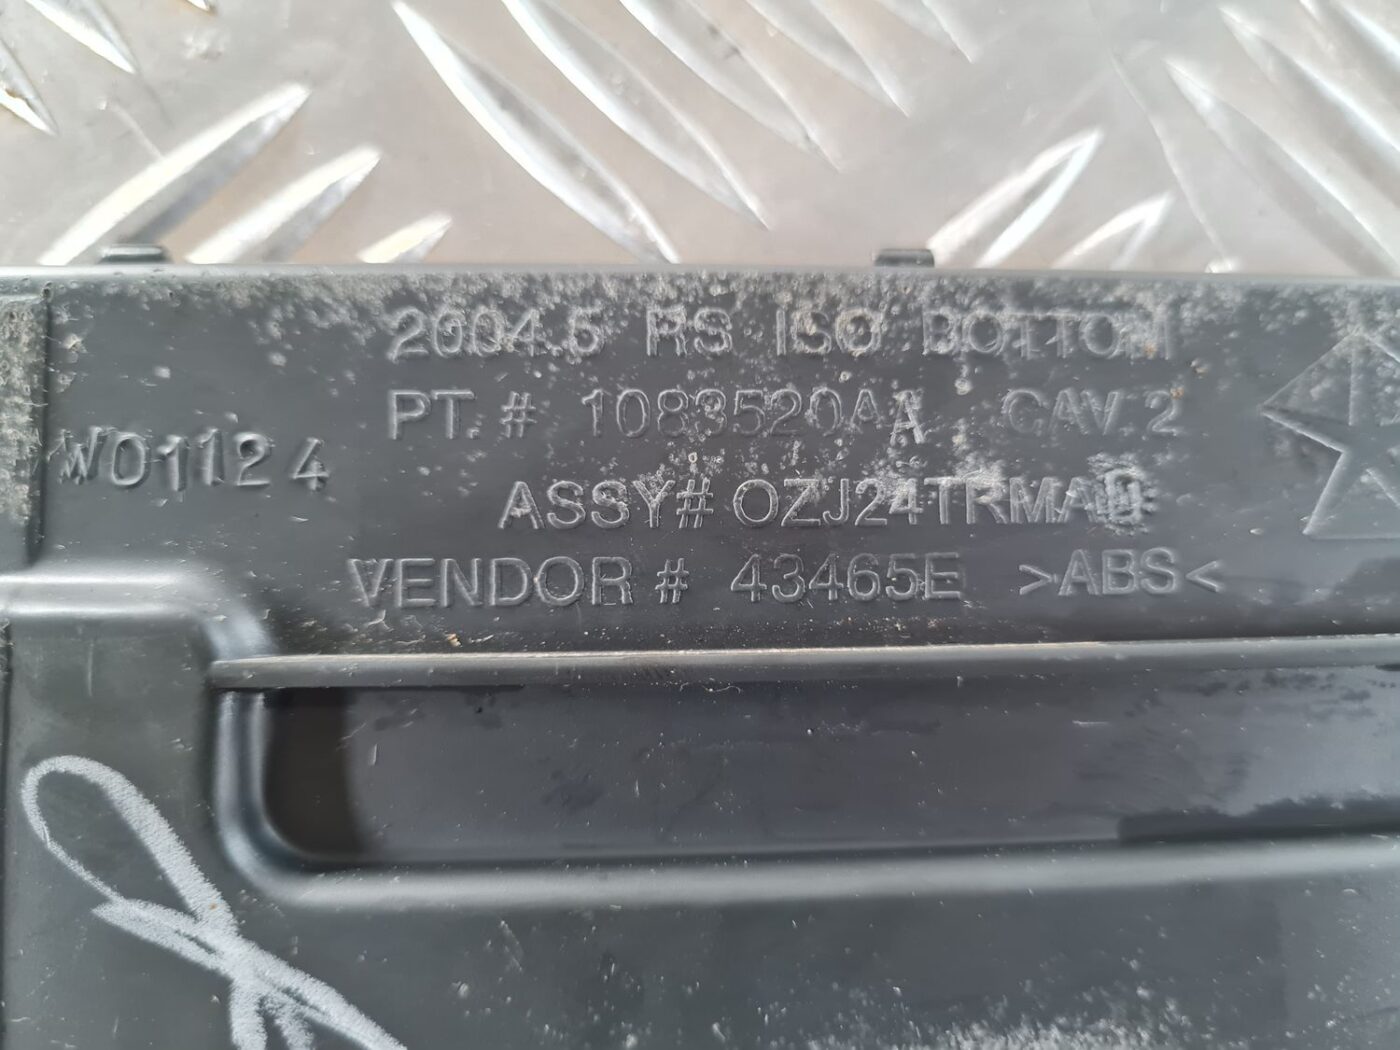 2004.5 RS ISO BOTTOM
PT. # 1083520AA CAV. 2
W01124
ASSY# OZJ24TRMA
VENDOR # 43465E >ABS<